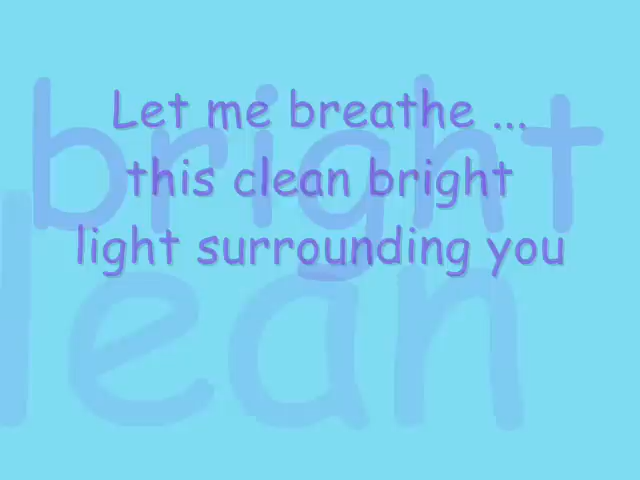 Let me breathe ...
this clean bright
light surrounding you
bright
lean